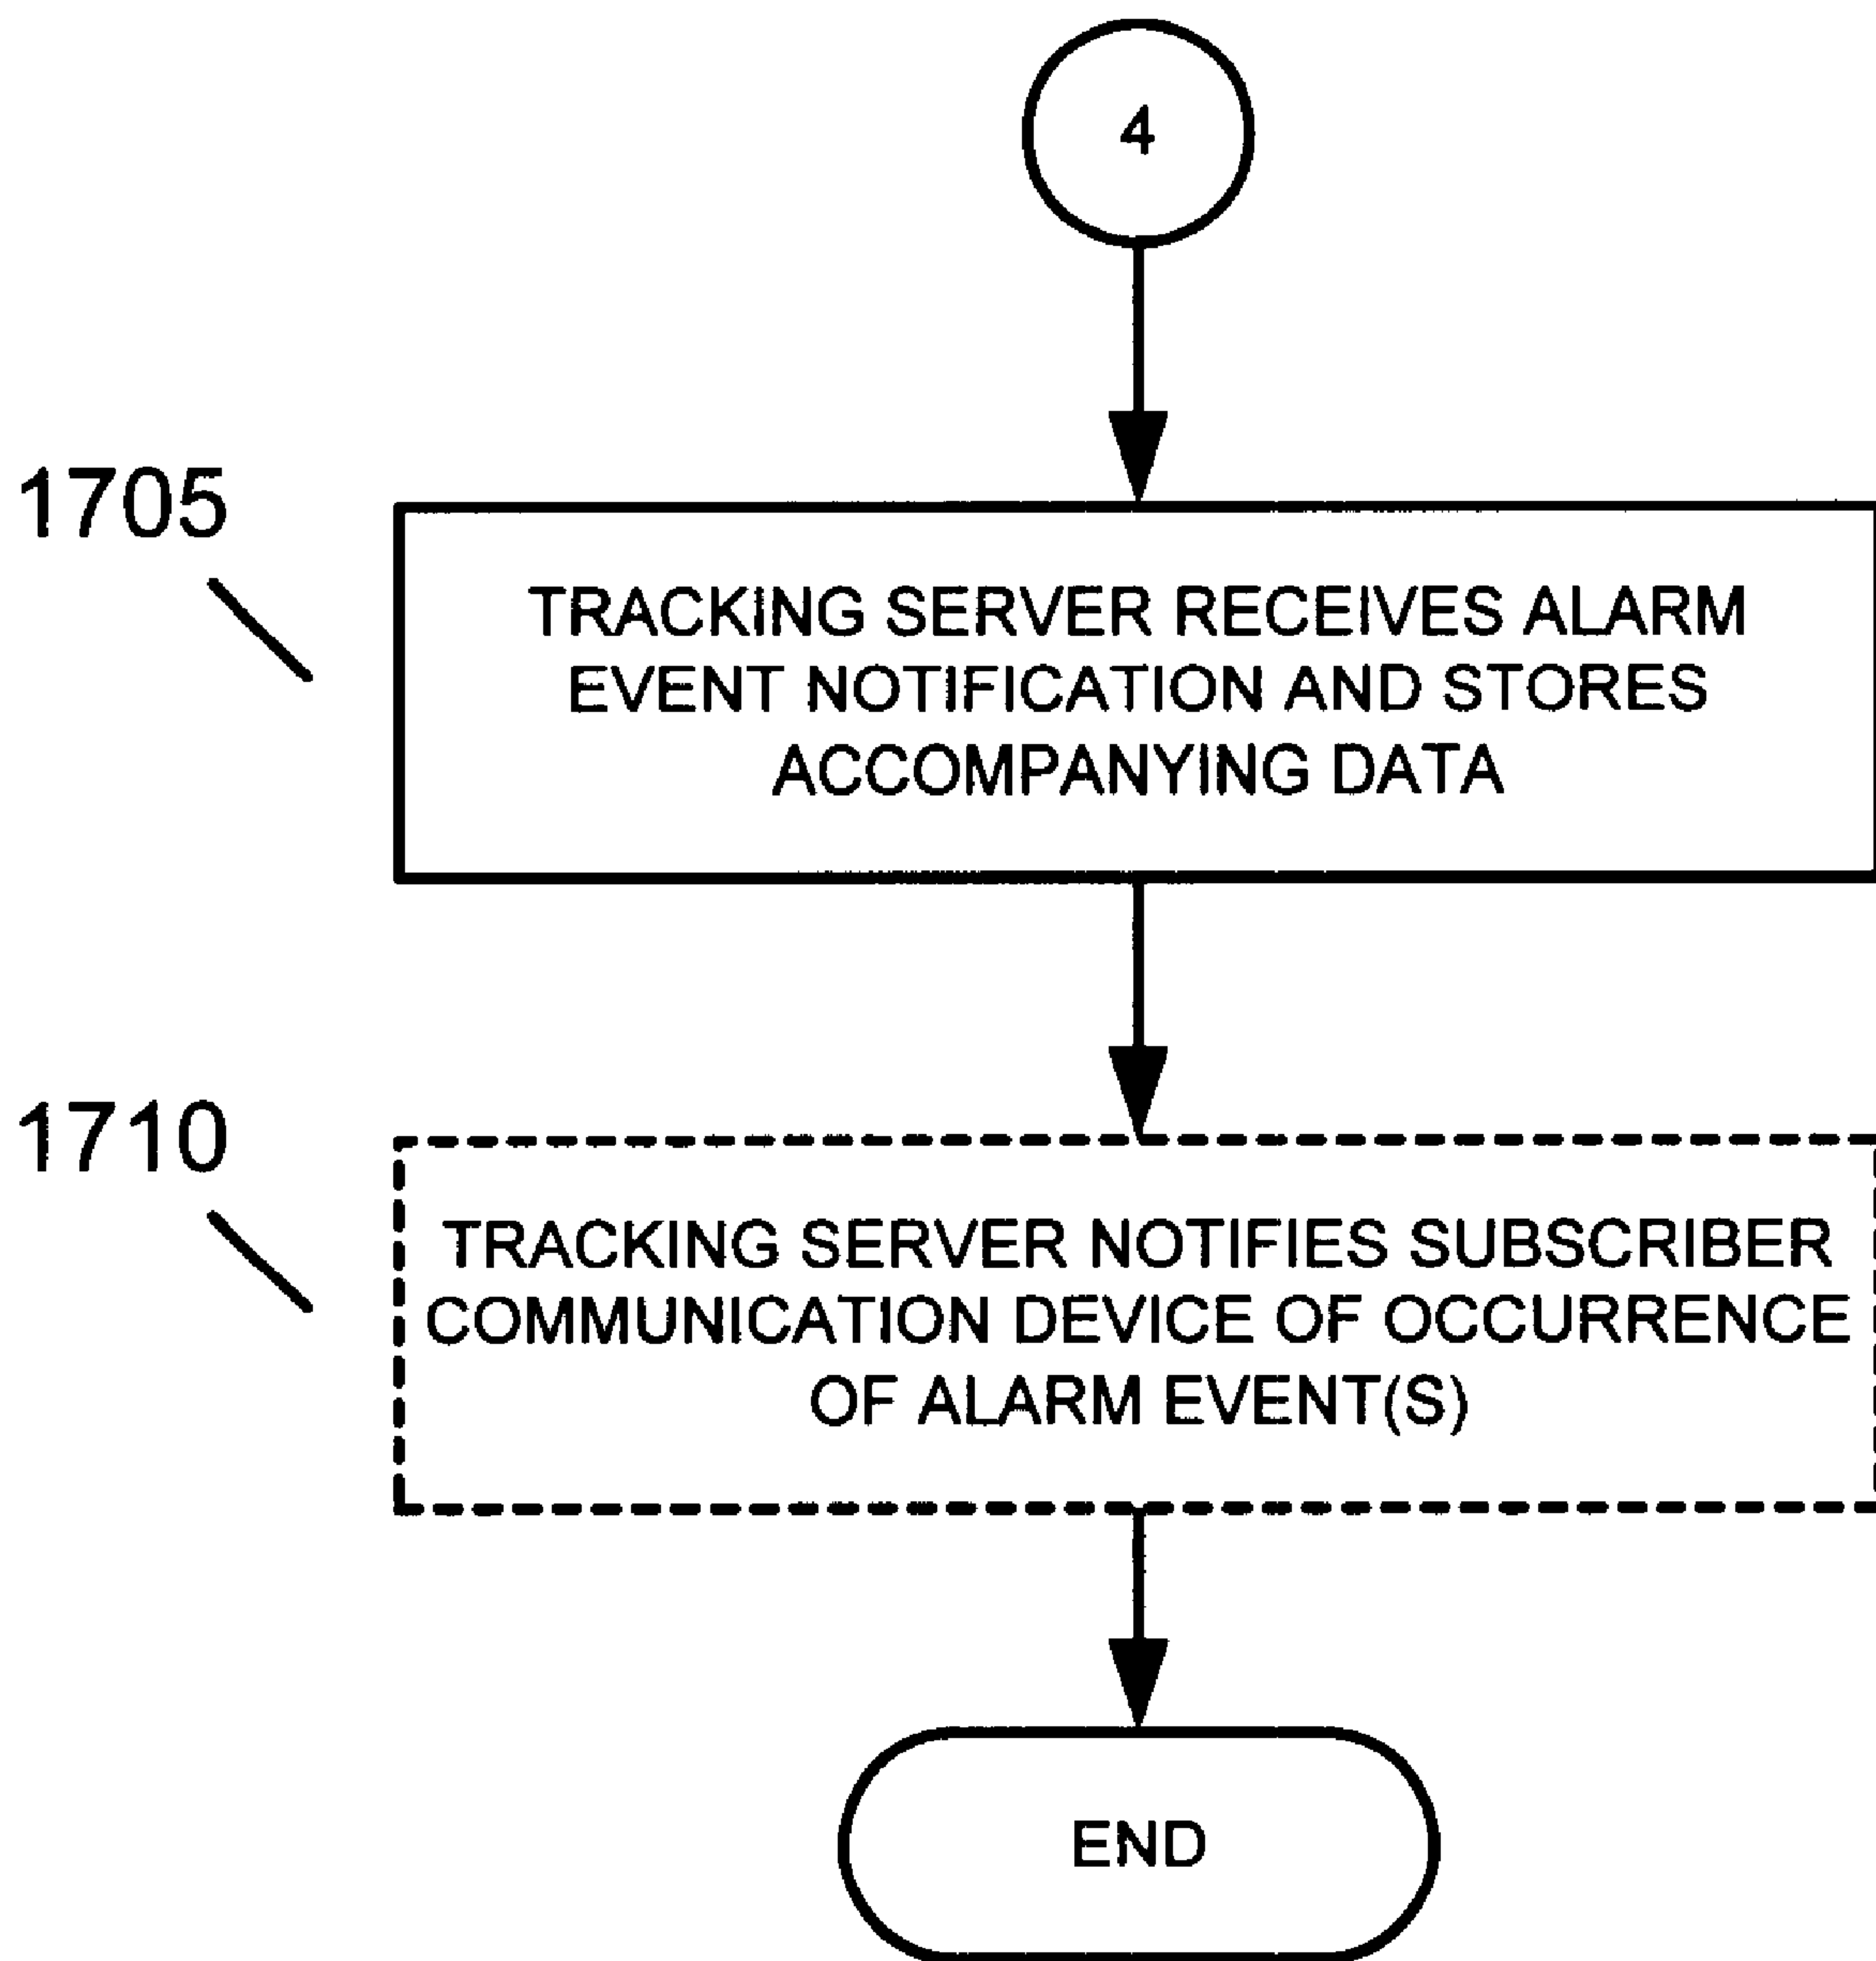 4
1705
TRACKING SERVER RECEIVES ALARM
EVENT NOTIFICATION AND STORES
ACCOMPANYING DATA
1710
TRACKING SERVER NOTIFIES SUBSCRIBER
COMMUNICATION DEVICE OF OCCURRENCE
OF ALARM EVENT(S)
END